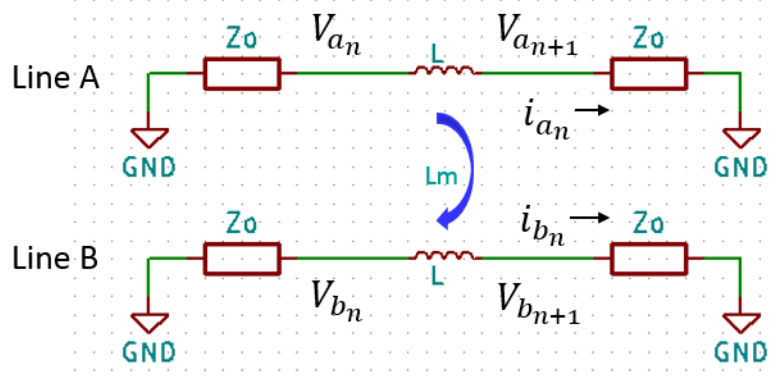 Zo V_{a_n} L V_{a_{n+1}} Zo
Line A
i_{a_n}
GND GND
Lm
Zo i_{b_n} Zo
Line B
L
V_{b_n} V_{b_{n+1}}
GND GND